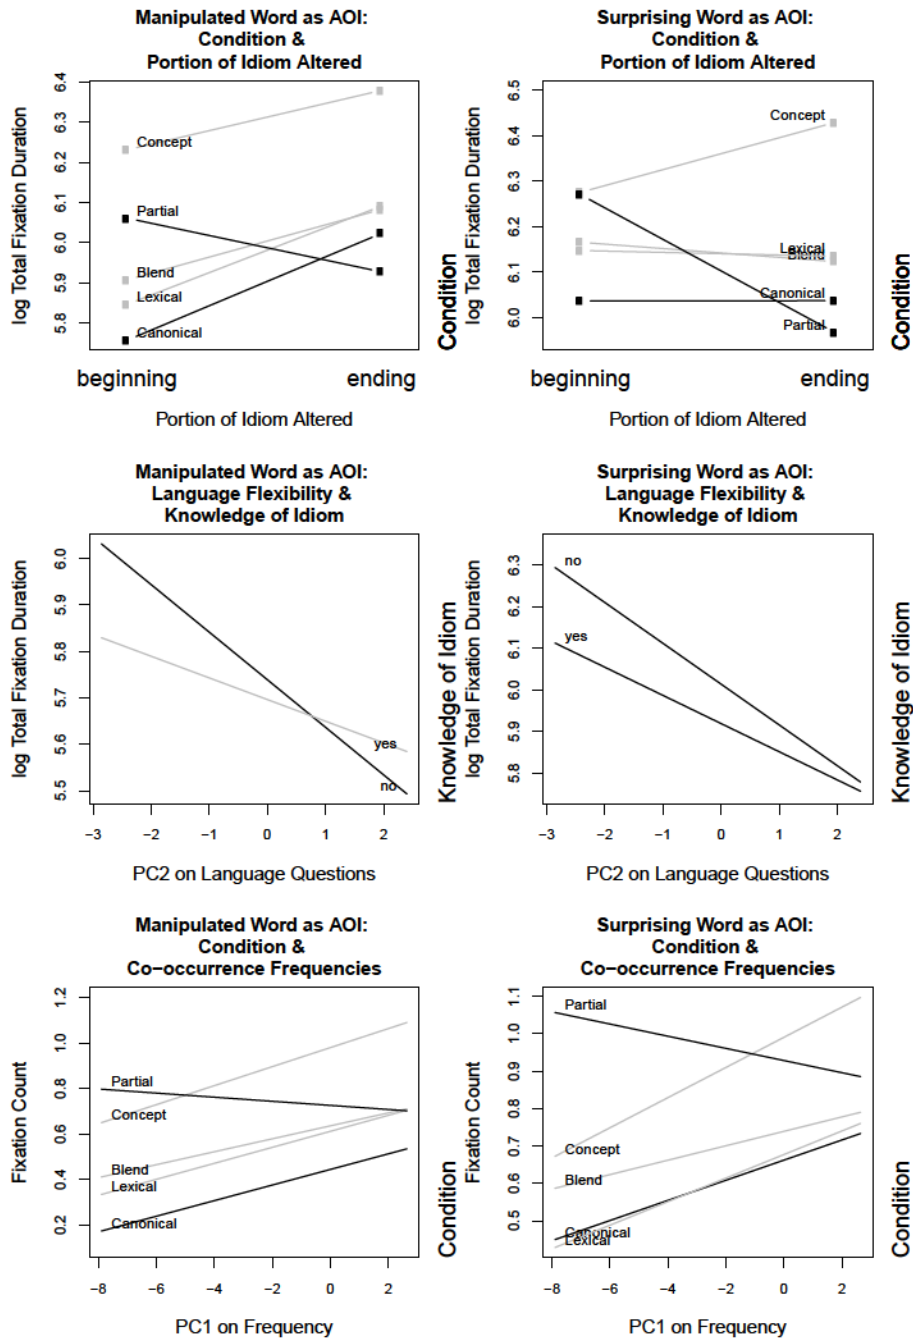 Manipulated Word as AOI:
Condition &
Portion of Idiom Altered
log Total Fixation Duration
6.4
6.3
6.2
6.1
6.0
5.9
5.8
Concept
Partial
Blend
Lexical
Canonical
beginning
ending
Portion of Idiom Altered
Condition
Surprising Word as AOI:
Condition &
Portion of Idiom Altered
log Total Fixation Duration
6.5
6.4
6.3
6.2
6.1
6.0
Concept
Lexical
Blend
Canonical
Partial
beginning
ending
Portion of Idiom Altered
Condition
Manipulated Word as AOI:
Language Flexibility &
Knowledge of Idiom
log Total Fixation Duration
6.0
5.9
5.8
5.7
5.6
5.5
yes
no
−3 −2 −1 0 1 2
PC2 on Language Questions
Knowledge of Idiom
Surprising Word as AOI:
Language Flexibility &
Knowledge of Idiom
log Total Fixation Duration
6.3
6.2
6.1
6.0
5.9
5.8
no
yes
−3 −2 −1 0 1 2
PC2 on Language Questions
Knowledge of Idiom
Manipulated Word as AOI:
Condition &
Co−occurrence Frequencies
Fixation Count
1.2
1.0
0.8
0.6
0.4
0.2
Partial
Concept
Blend
Lexical
Canonical
−8 −6 −4 −2 0 2
PC1 on Frequency
Condition
Surprising Word as AOI:
Condition &
Co−occurrence Frequencies
Fixation Count
1.1
1.0
0.9
0.8
0.7
0.6
0.5
Partial
Concept
Blend
Canonical
Lexical
−8 −6 −4 −2 0 2
PC1 on Frequency
Condition